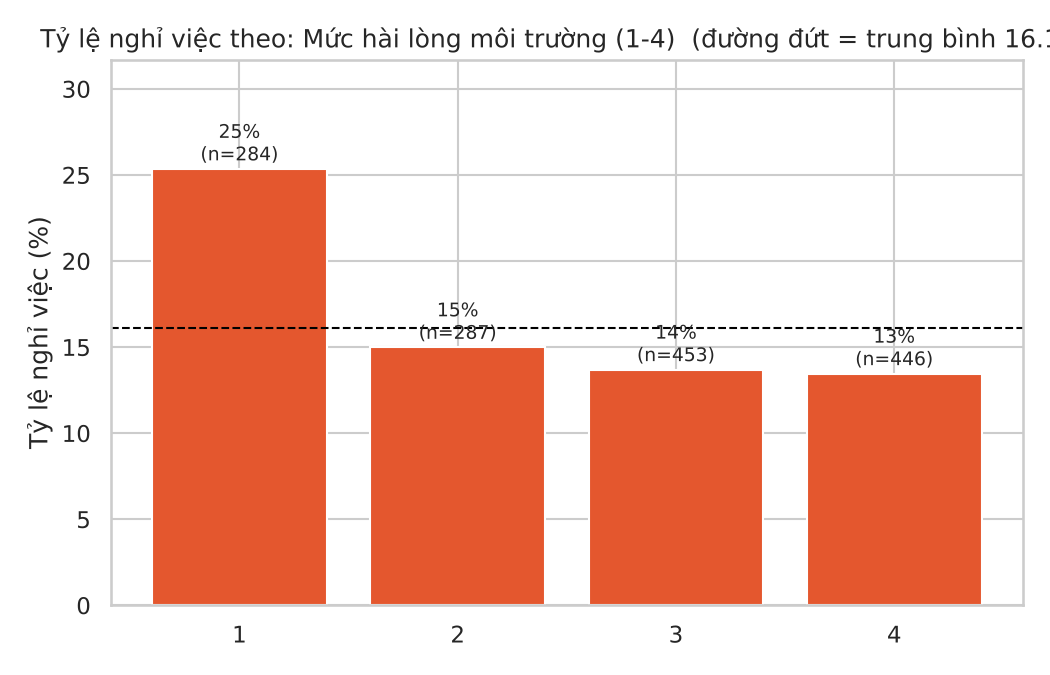 Tỷ lệ nghỉ việc theo: Mức hài lòng môi trường (1-4)  (đường đứt = trung bình 16.1
Tỷ lệ nghỉ việc (%)
30
25
20
15
10
5
0
25%
(n=284)
15%
(n=287)
14%
(n=453)
13%
(n=446)
1
2
3
4